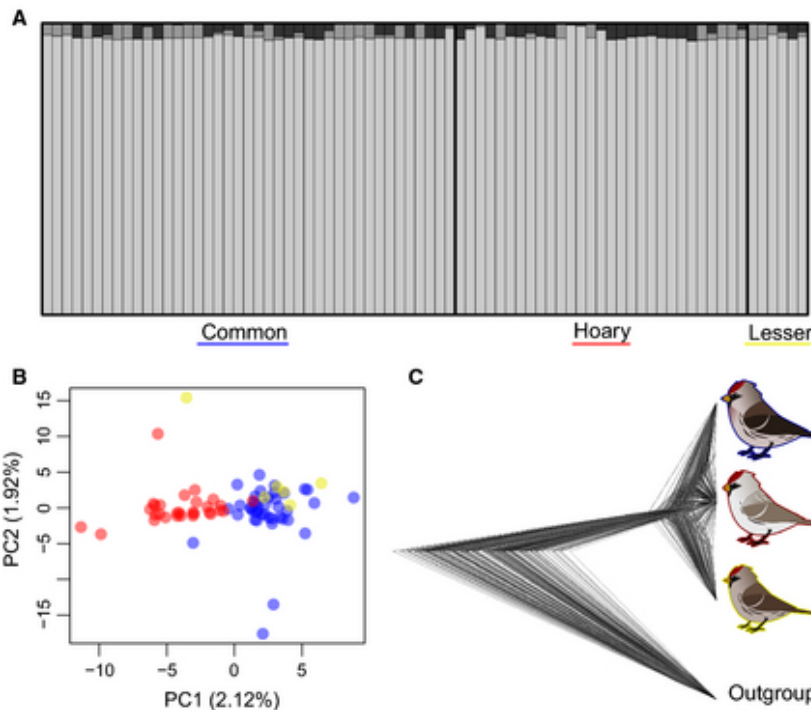 A
Common
Hoary
Lesser
B
PC2 (1.92%)
15
10
5
0
−5
−15
−10
−5
0
5
PC1 (2.12%)
C
Outgroup